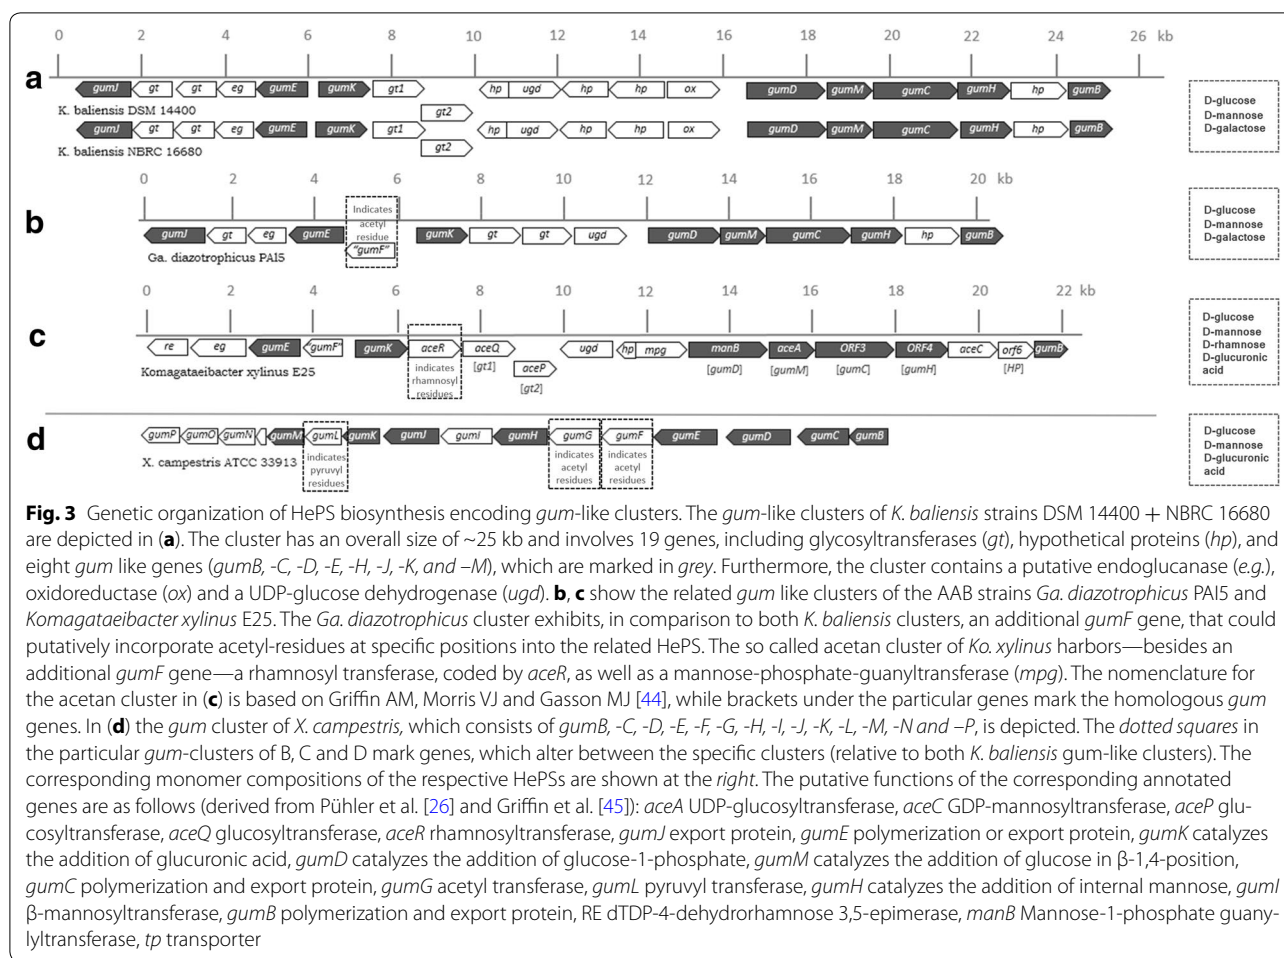 0 2 4 6 8 10 12 14 16 18 20 22 24 26 kb
a
gumJ gt gt eg gumE gumK gt1 hp ugd hp hp ox gumD gumM gumC gumH hp gumB
K. baliensis DSM 14400
gt2
gumJ gt gt eg gumE gumK gt1 hp ugd hp hp ox gumD gumM gumC gumH hp gumB
K. baliensis NBRC 16680
gt2
D-glucose
D-mannose
D-galactose
0 2 4 6 8 10 12 14 16 18 20 kb
b
Indicates
acetyl
residue
gumJ gt eg gumE gumK gt gt ugd gumD gumM gumC gumH hp gumB
"gumF"
Ga. diazotrophicus PAl5
D-glucose
D-mannose
D-galactose
0 2 4 6 8 10 12 14 16 18 20 22 kb
c
re eg gumE "gumF" gumK aceR aceQ ugd hp mpg manB aceA ORF3 ORF4 aceC orf6 gumB
[gt1] aceP [gt2] [gumD] [gumM] [gumC] [gumH] [HP]
Komagataeibacter xylinus E25
indicates
rhamnosyl
residues
D-glucose
D-mannose
D-rhamnose
D-glucuronic
acid
d
gumP gumO gumN gumM gumL gumK gumJ gumI gumH gumG gumF gumE gumD gumC gumB
X. campestris ATCC 33913
indicates
pyruvyl
residues
indicates
acetyl
residues
indicates
acetyl
residues
D-glucose
D-mannose
D-glucuronic
acid
Fig. 3 Genetic organization of HePS biosynthesis encoding gum-like clusters. The gum-like clusters of K. baliensis strains DSM 14400 + NBRC 16680
are depicted in (a). The cluster has an overall size of ~25 kb and involves 19 genes, including glycosyltransferases (gt), hypothetical proteins (hp), and
eight gum like genes (gumB, -C, -D, -E, -H, -J, -K, and –M), which are marked in grey. Furthermore, the cluster contains a putative endoglucanase (e.g.),
oxidoreductase (ox) and a UDP-glucose dehydrogenase (ugd). b, c show the related gum like clusters of the AAB strains Ga. diazotrophicus PAl5 and
Komagataeibacter xylinus E25. The Ga. diazotrophicus cluster exhibits, in comparison to both K. baliensis clusters, an additional gumF gene, that could
putatively incorporate acetyl-residues at specific positions into the related HePS. The so called acetan cluster of Ko. xylinus harbors—besides an
additional gumF gene—a rhamnosyl transferase, coded by aceR, as well as a mannose-phosphate-guanyltransferase (mpg). The nomenclature for
the acetan cluster in (c) is based on Griffin AM, Morris VJ and Gasson MJ [44], while brackets under the particular genes mark the homologous gum
genes. In (d) the gum cluster of X. campestris, which consists of gumB, -C, -D, -E, -F, -G, -H, -I, -J, -K, -L, -M, -N and –P, is depicted. The dotted squares in
the particular gum-clusters of B, C and D mark genes, which alter between the specific clusters (relative to both K. baliensis gum-like clusters). The
corresponding monomer compositions of the respective HePSs are shown at the right. The putative functions of the corresponding annotated
genes are as follows (derived from Pühler et al. [26] and Griffin et al. [45]): aceA UDP-glucosyltransferase, aceC GDP-mannosyltransferase, aceP glu-
cosyltransferase, aceQ glucosyltransferase, aceR rhamnosyltransferase, gumJ export protein, gumE polymerization or export protein, gumK catalyzes
the addition of glucuronic acid, gumD catalyzes the addition of glucose-1-phosphate, gumM catalyzes the addition of glucose in β-1,4-position,
gumC polymerization and export protein, gumG acetyl transferase, gumL pyruvyl transferase, gumH catalyzes the addition of internal mannose, gumI
β-mannosyltransferase, gumB polymerization and export protein, RE dTDP-4-dehydrorhamnose 3,5-epimerase, manB Mannose-1-phosphate guany-
lyltransferase, tp transporter